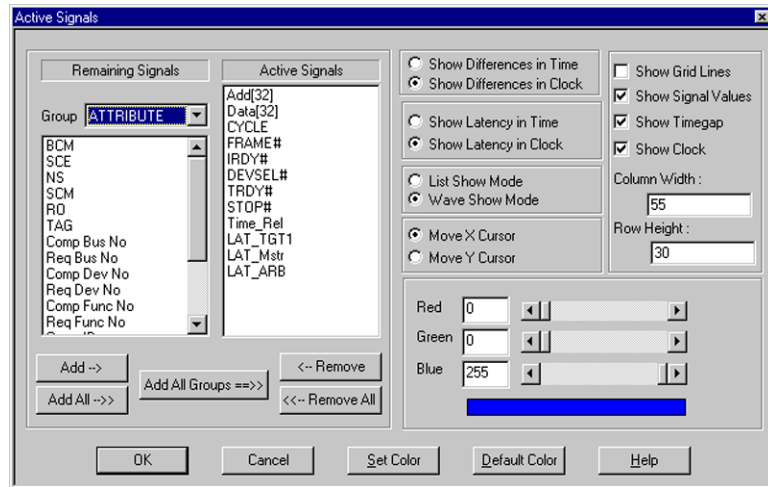 Active Signals
Remaining Signals
Active Signals
Group ATTRIBUTE
BCM
SCE
NS
SCM
RO
TAG
Comp Bus No
Req Bus No
Comp Dev No
Req Dev No
Comp Func No
Req Func No
Add[32]
Data[32]
CYCLE
FRAME#
IRDY#
DEVSEL#
TRDY#
STOP#
Time_Rel
LAT_TGT1
LAT_Mstr
LAT_ARB
Add -->
Add All -->>
Add All Groups ==>>
<-- Remove
<<-- Remove All
Show Differences in Time
Show Differences in Clock
Show Latency in Time
Show Latency in Clock
List Show Mode
Wave Show Mode
Move X Cursor
Move Y Cursor
Show Grid Lines
Show Signal Values
Show Timegap
Show Clock
Column Width :
55
Row Height :
30
Red 0
Green 0
Blue 255
OK
Cancel
Set Color
Default Color
Help